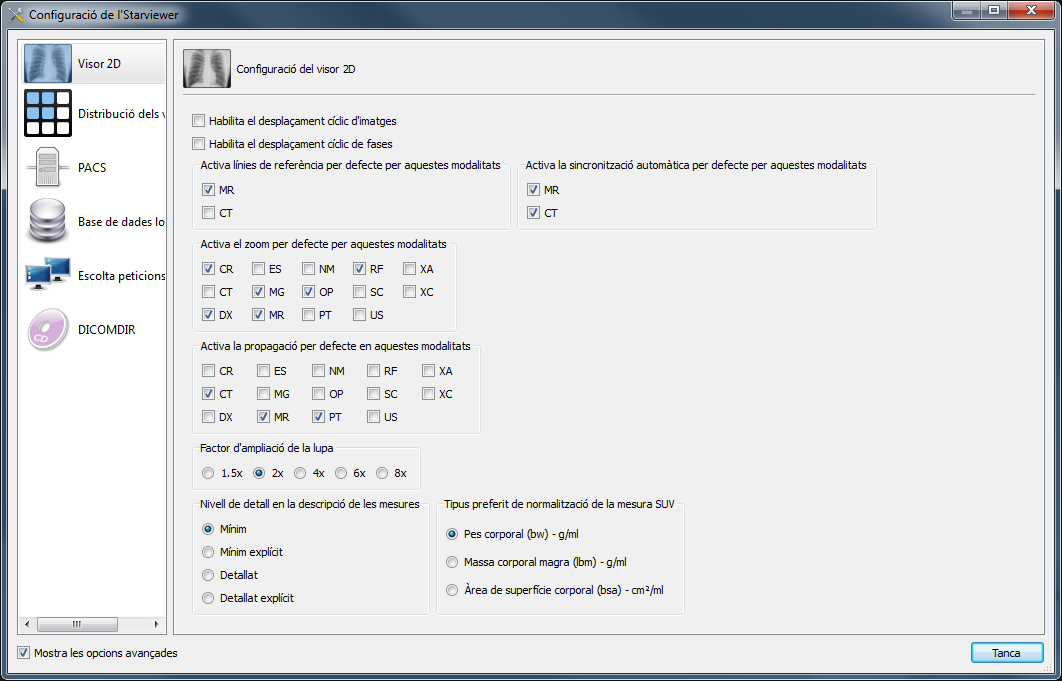 Configuració de l'Starviewer
Visor 2D
Distribució dels v
PACS
Base de dades lo
Escolta peticions
CD
DICOMDIR
Configuració del visor 2D
Habilita el desplaçament cíclic d'imatges
Habilita el desplaçament cíclic de fases
Activa línies de referència per defecte per aquestes modalitats
MR
CT
Activa la sincronització automàtica per defecte per aquestes modalitats
MR
CT
Activa el zoom per defecte per aquestes modalitats
CR ES NM RF XA
CT MG OP SC XC
DX MR PT US
Activa la propagació per defecte en aquestes modalitats
CR ES NM RF XA
CT MG OP SC XC
DX MR PT US
Factor d'ampliació de la lupa
1.5x 2x 4x 6x 8x
Nivell de detall en la descripció de les mesures
Mínim
Mínim explícit
Detallat
Detallat explícit
Tipus preferit de normalització de la mesura SUV
Pes corporal (bw) - g/ml
Massa corporal magra (lbm) - g/ml
Àrea de superfície corporal (bsa) - cm²/ml
Mostra les opcions avançades
Tanca